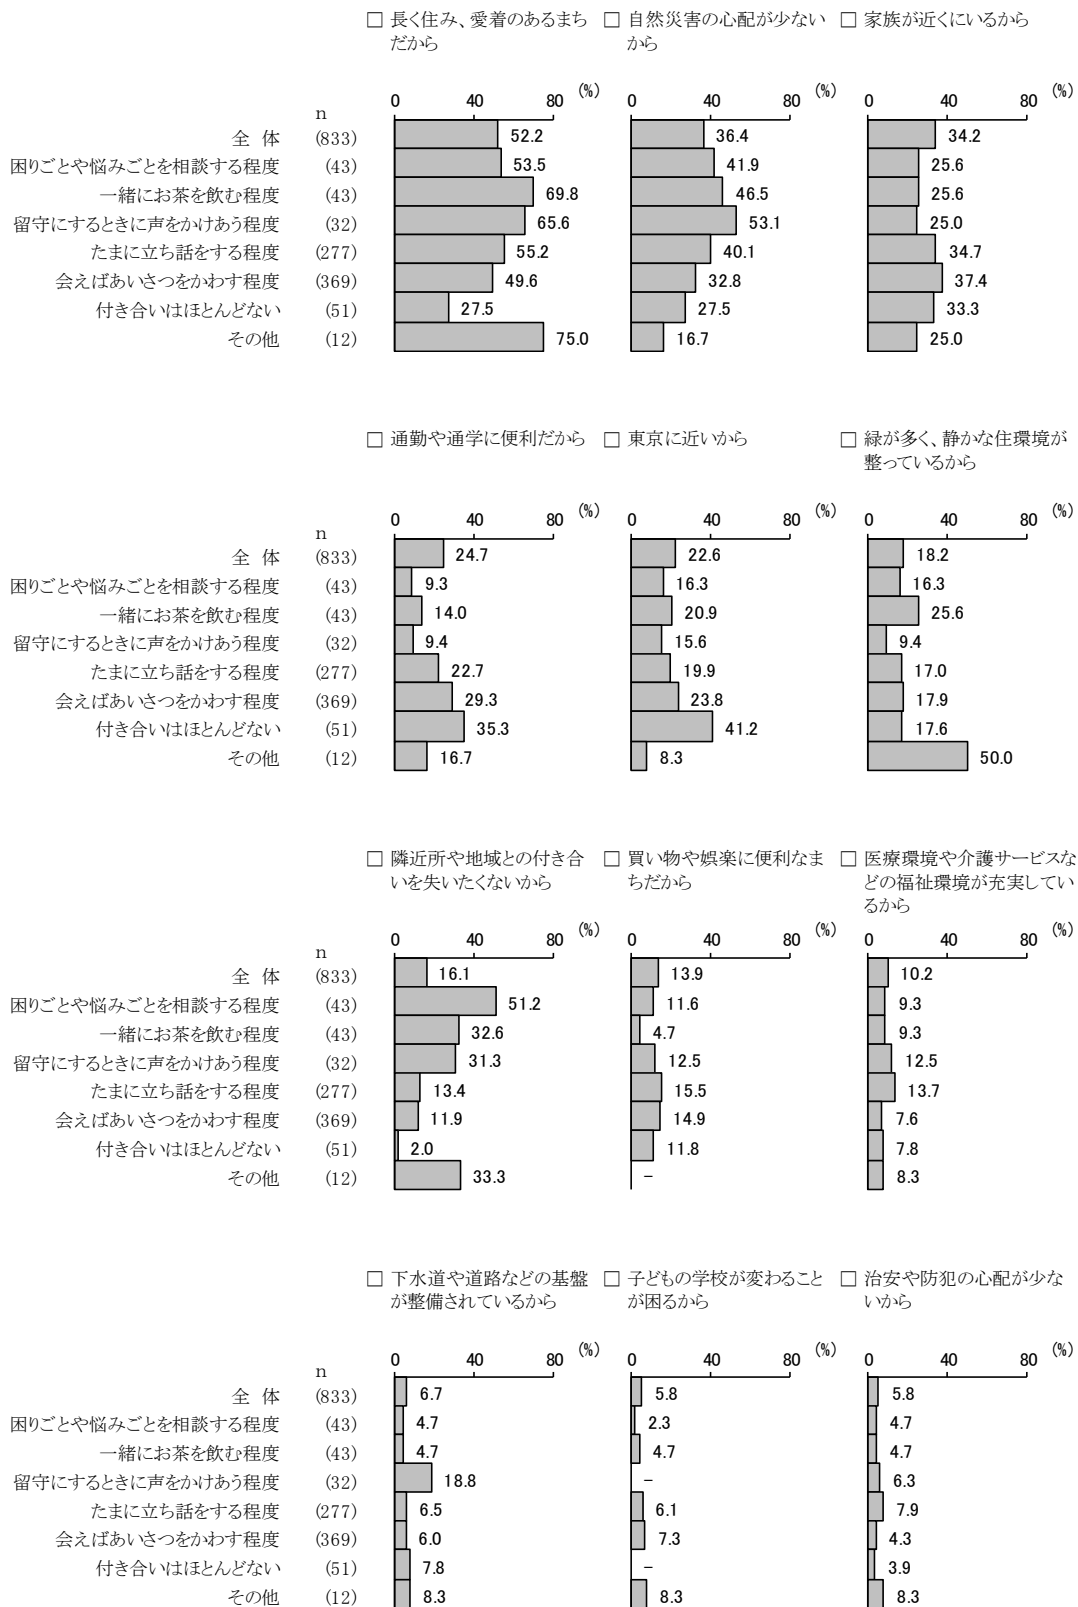 □ 長く住み、愛着のあるまち □ 自然災害の心配が少ない □ 家族が近くにいるから
だから から
(%) (%) (%)
0 40 80 0 40 80 0 40 80
n
全 体 (833) 52.2 36.4 34.2
困りごとや悩みごとを相談する程度 (43) 53.5 41.9 25.6
一緒にお茶を飲む程度 (43) 69.8 46.5 25.6
留守にするときに声をかけあう程度 (32) 65.6 53.1 25.0
たまに立ち話をする程度 (277) 55.2 40.1 34.7
会えばあいさつをかわす程度 (369) 49.6 32.8 37.4
付き合いはほとんどない (51) 27.5 27.5 33.3
その他 (12) 75.0 16.7 25.0
□ 通勤や通学に便利だから □ 東京に近いから □ 緑が多く、静かな住環境が
整っているから
(%) (%) (%)
0 40 80 0 40 80 0 40 80
n
全 体 (833) 24.7 22.6 18.2
困りごとや悩みごとを相談する程度 (43) 9.3 16.3 16.3
一緒にお茶を飲む程度 (43) 14.0 20.9 25.6
留守にするときに声をかけあう程度 (32) 9.4 15.6 9.4
たまに立ち話をする程度 (277) 22.7 19.9 17.0
会えばあいさつをかわす程度 (369) 29.3 23.8 17.9
付き合いはほとんどない (51) 35.3 41.2 17.6
その他 (12) 16.7 8.3 50.0
□ 隣近所や地域との付き合 □ 買い物や娯楽に便利なま □ 医療環境や介護サービスな
いを失いたくないから ちだから どの福祉環境が充実してい
るから
(%) (%) (%)
0 40 80 0 40 80 0 40 80
n
全 体 (833) 16.1 13.9 10.2
困りごとや悩みごとを相談する程度 (43) 51.2 11.6 9.3
一緒にお茶を飲む程度 (43) 32.6 4.7 9.3
留守にするときに声をかけあう程度 (32) 31.3 12.5 12.5
たまに立ち話をする程度 (277) 13.4 15.5 13.7
会えばあいさつをかわす程度 (369) 11.9 14.9 7.6
付き合いはほとんどない (51) 2.0 11.8 7.8
その他 (12) 33.3 - 8.3
□ 下水道や道路などの基盤 □ 子どもの学校が変わること □ 治安や防犯の心配が少な
が整備されているから が困るから いから
(%) (%) (%)
0 40 80 0 40 80 0 40 80
n
全 体 (833) 6.7 5.8 5.8
困りごとや悩みごとを相談する程度 (43) 4.7 2.3 4.7
一緒にお茶を飲む程度 (43) 4.7 4.7 4.7
留守にするときに声をかけあう程度 (32) 18.8 - 6.3
たまに立ち話をする程度 (277) 6.5 6.1 7.9
会えばあいさつをかわす程度 (369) 6.0 7.3 4.3
付き合いはほとんどない (51) 7.8 - 3.9
その他 (12) 8.3 8.3 8.3